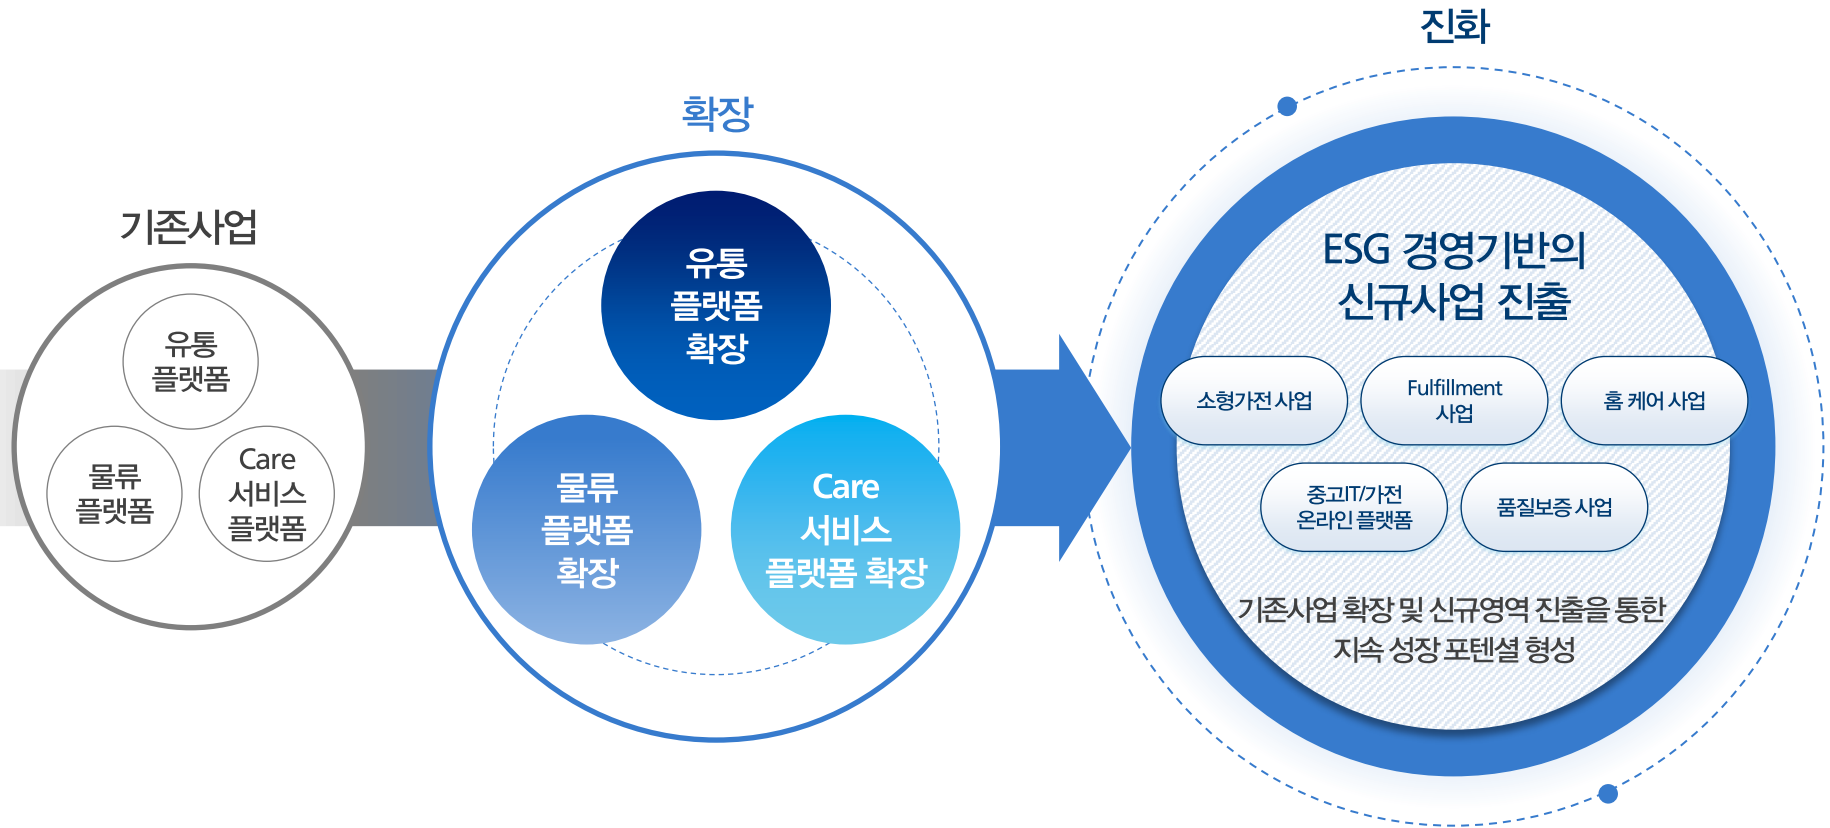 기존사업
유통
플랫폼
물류
플랫폼
Care
서비스
플랫폼
확장
유통
플랫폼
확장
물류
플랫폼
확장
Care
서비스
플랫폼 확장
진화
ESG 경영기반의
신규사업 진출
소형가전 사업
Fulfillment
사업
홈 케어 사업
중고IT/가전
온라인 플랫폼
품질보증 사업
기존사업 확장 및 신규영역 진출을 통한
지속 성장 포텐셜 형성